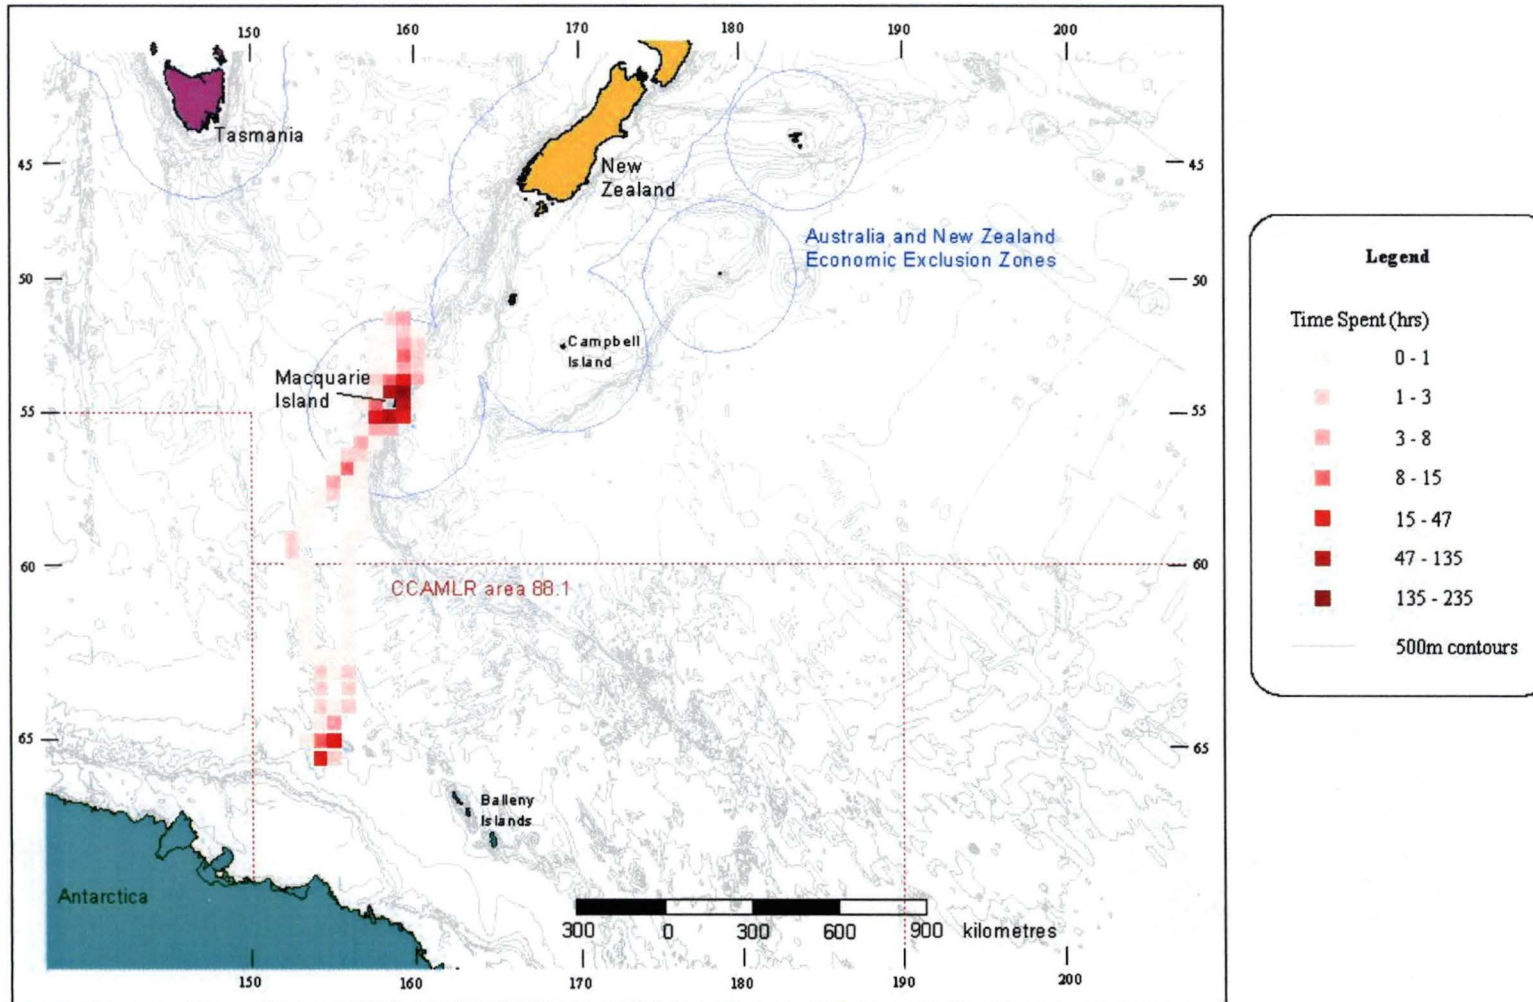 150
160
170
180
190
200
Tasmania
45
New
Zealand
45
Australia and New Zealand
Economic Exclusion Zones
50
50
Campbell
Island
Macquarie
Island
55
55
60
60
CCAMLR area 88.1
65
65
Balleny
Islands
Antarctica
300
0
300
600
900
kilometres
150
160
170
180
190
200
Legend
Time Spent (hrs)
0 - 1
1 - 3
3 - 8
8 - 15
15 - 47
47 - 135
135 - 235
500m contours